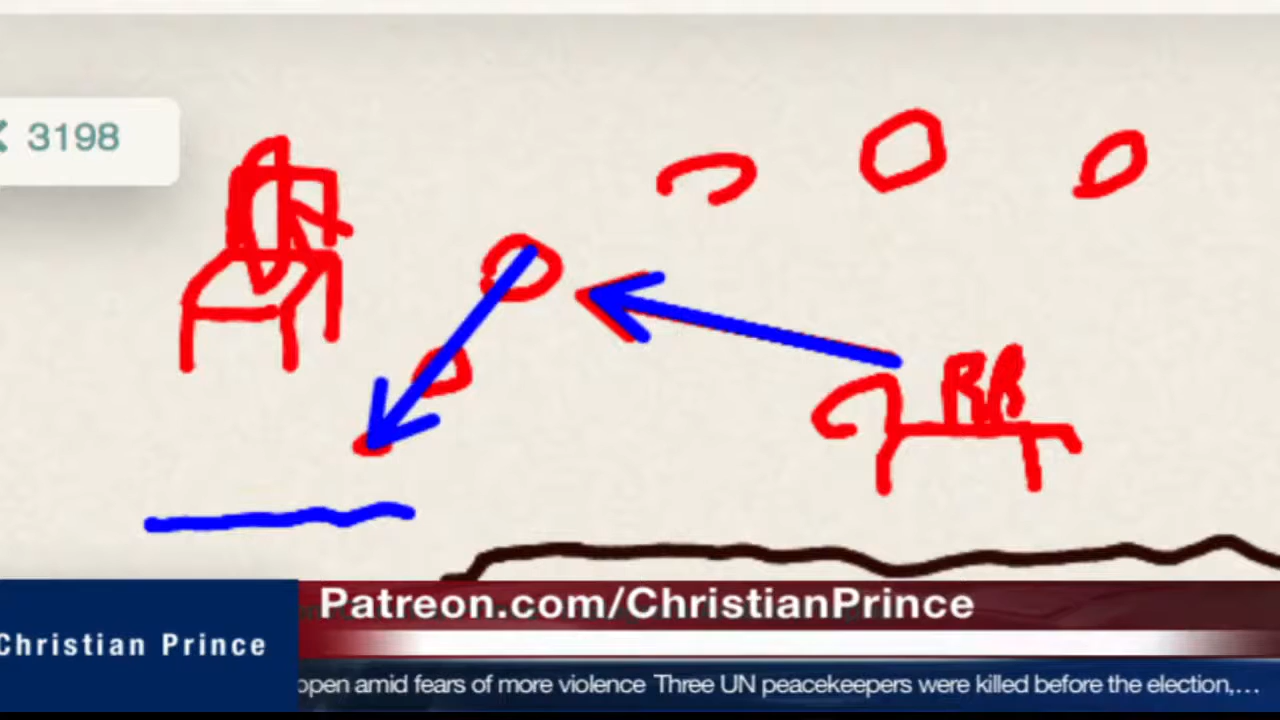 3198
Patreon.com/ChristianPrince
Christian Prince
open amid fears of more violence Three UN peacekeepers were killed before the election,...